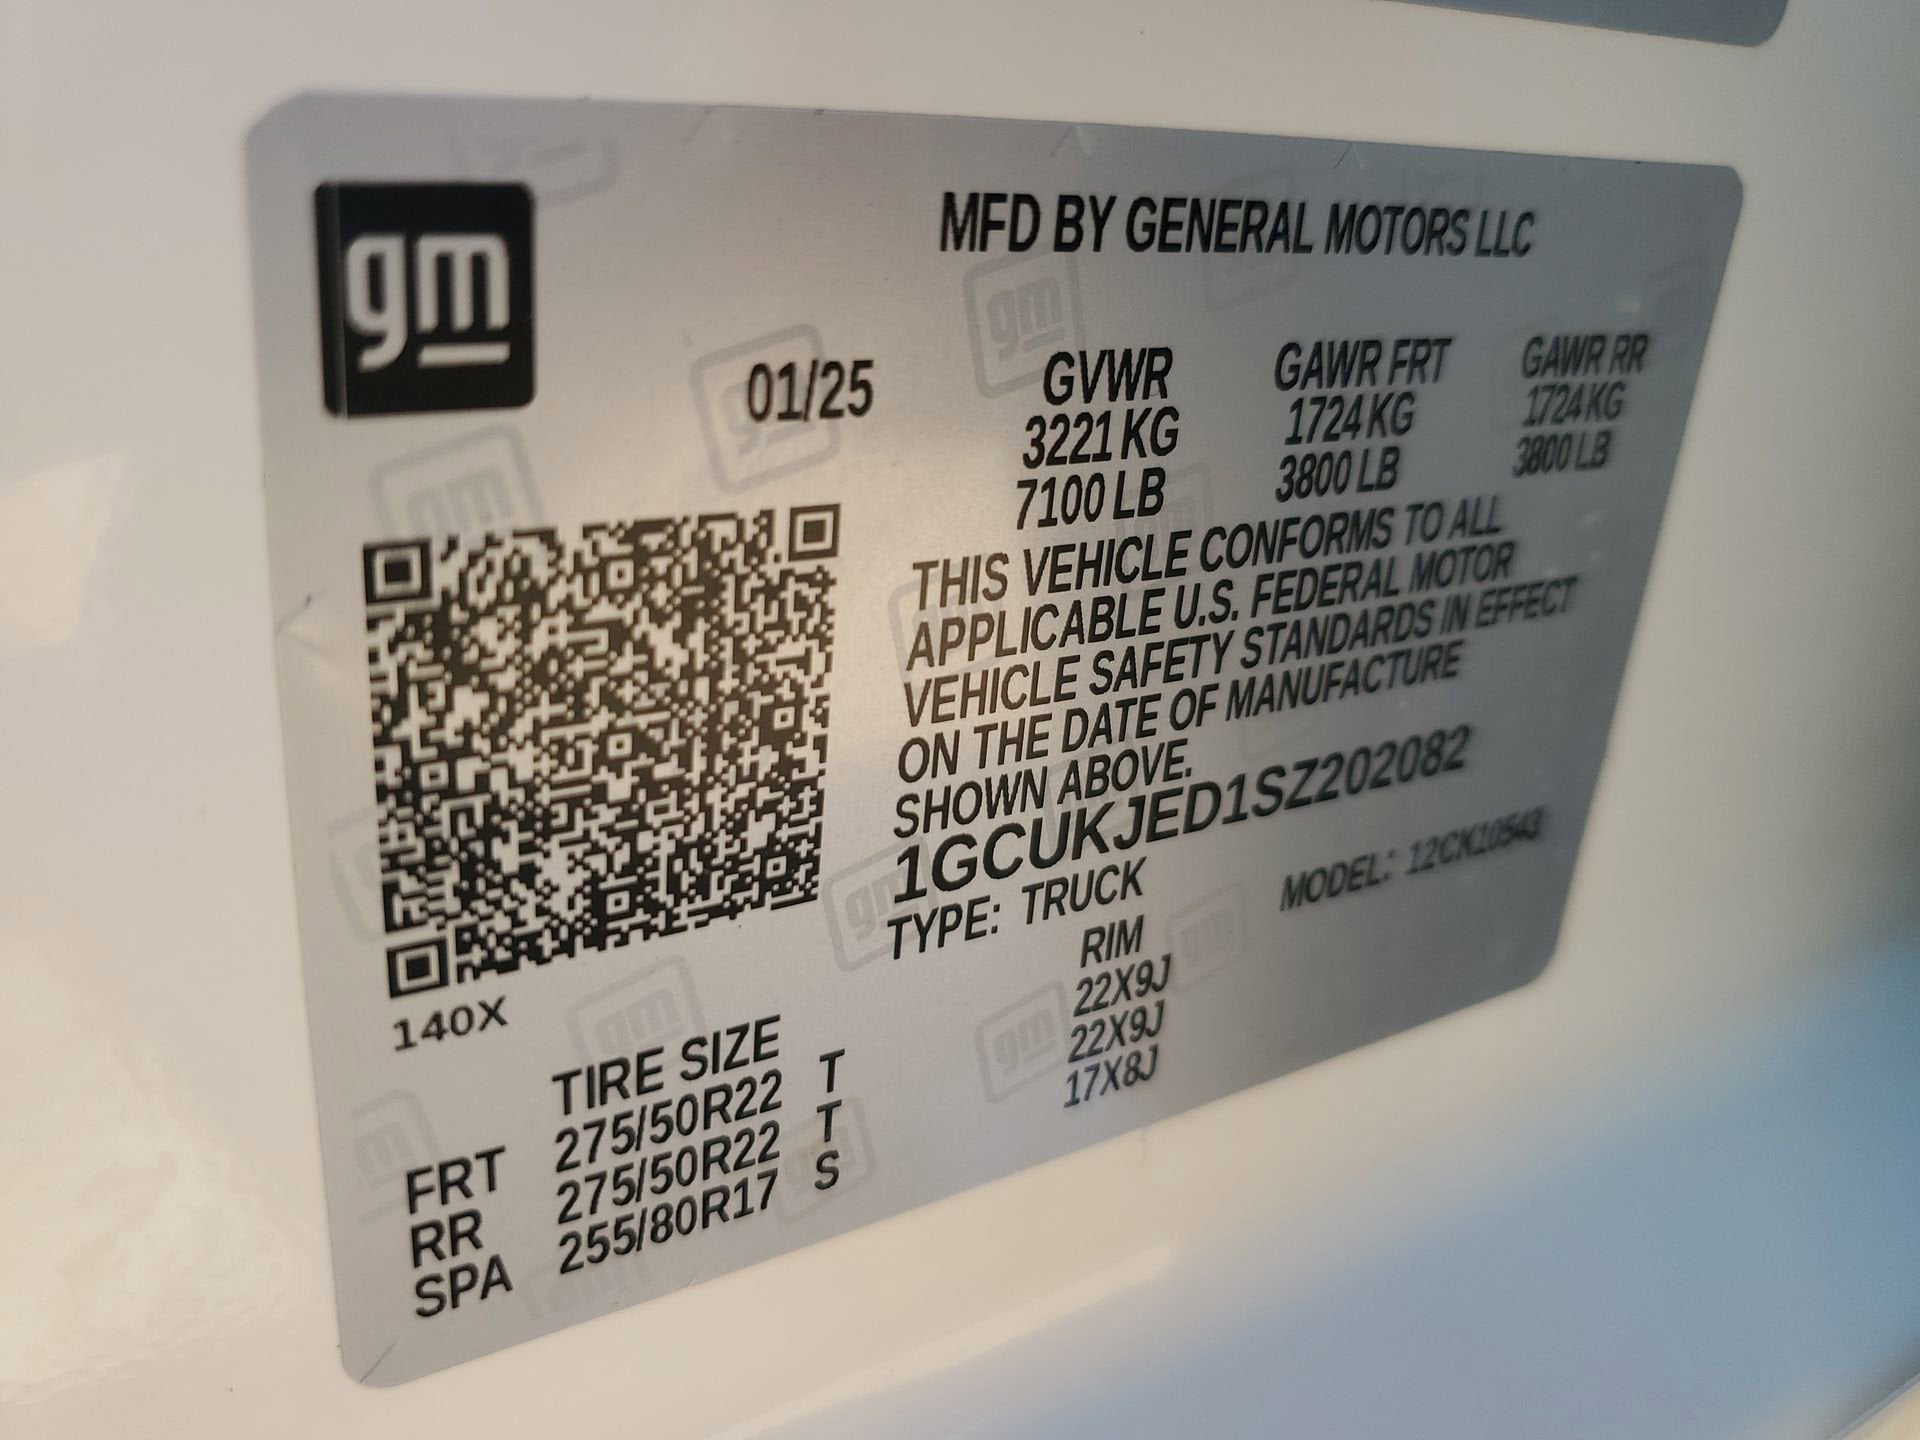 gm
MFD BY GENERAL MOTORS LLC
01/25 GVWR GAWR FRT GAWR RR
3221 KG 1724 KG 1724 KG
7100 LB 3800 LB 3800 LB
THIS VEHICLE CONFORMS TO ALL
APPLICABLE U.S. FEDERAL MOTOR
VEHICLE SAFETY STANDARDS IN EFFECT
ON THE DATE OF MANUFACTURE
SHOWN ABOVE.
1GCUKJED1SZ202082
TYPE: TRUCK MODEL: 12CK10543
140X
TIRE SIZE RIM
FRT 275/50R22 T 22X9J
RR 275/50R22 T 22X9J
SPA 255/80R17 S 17X8J